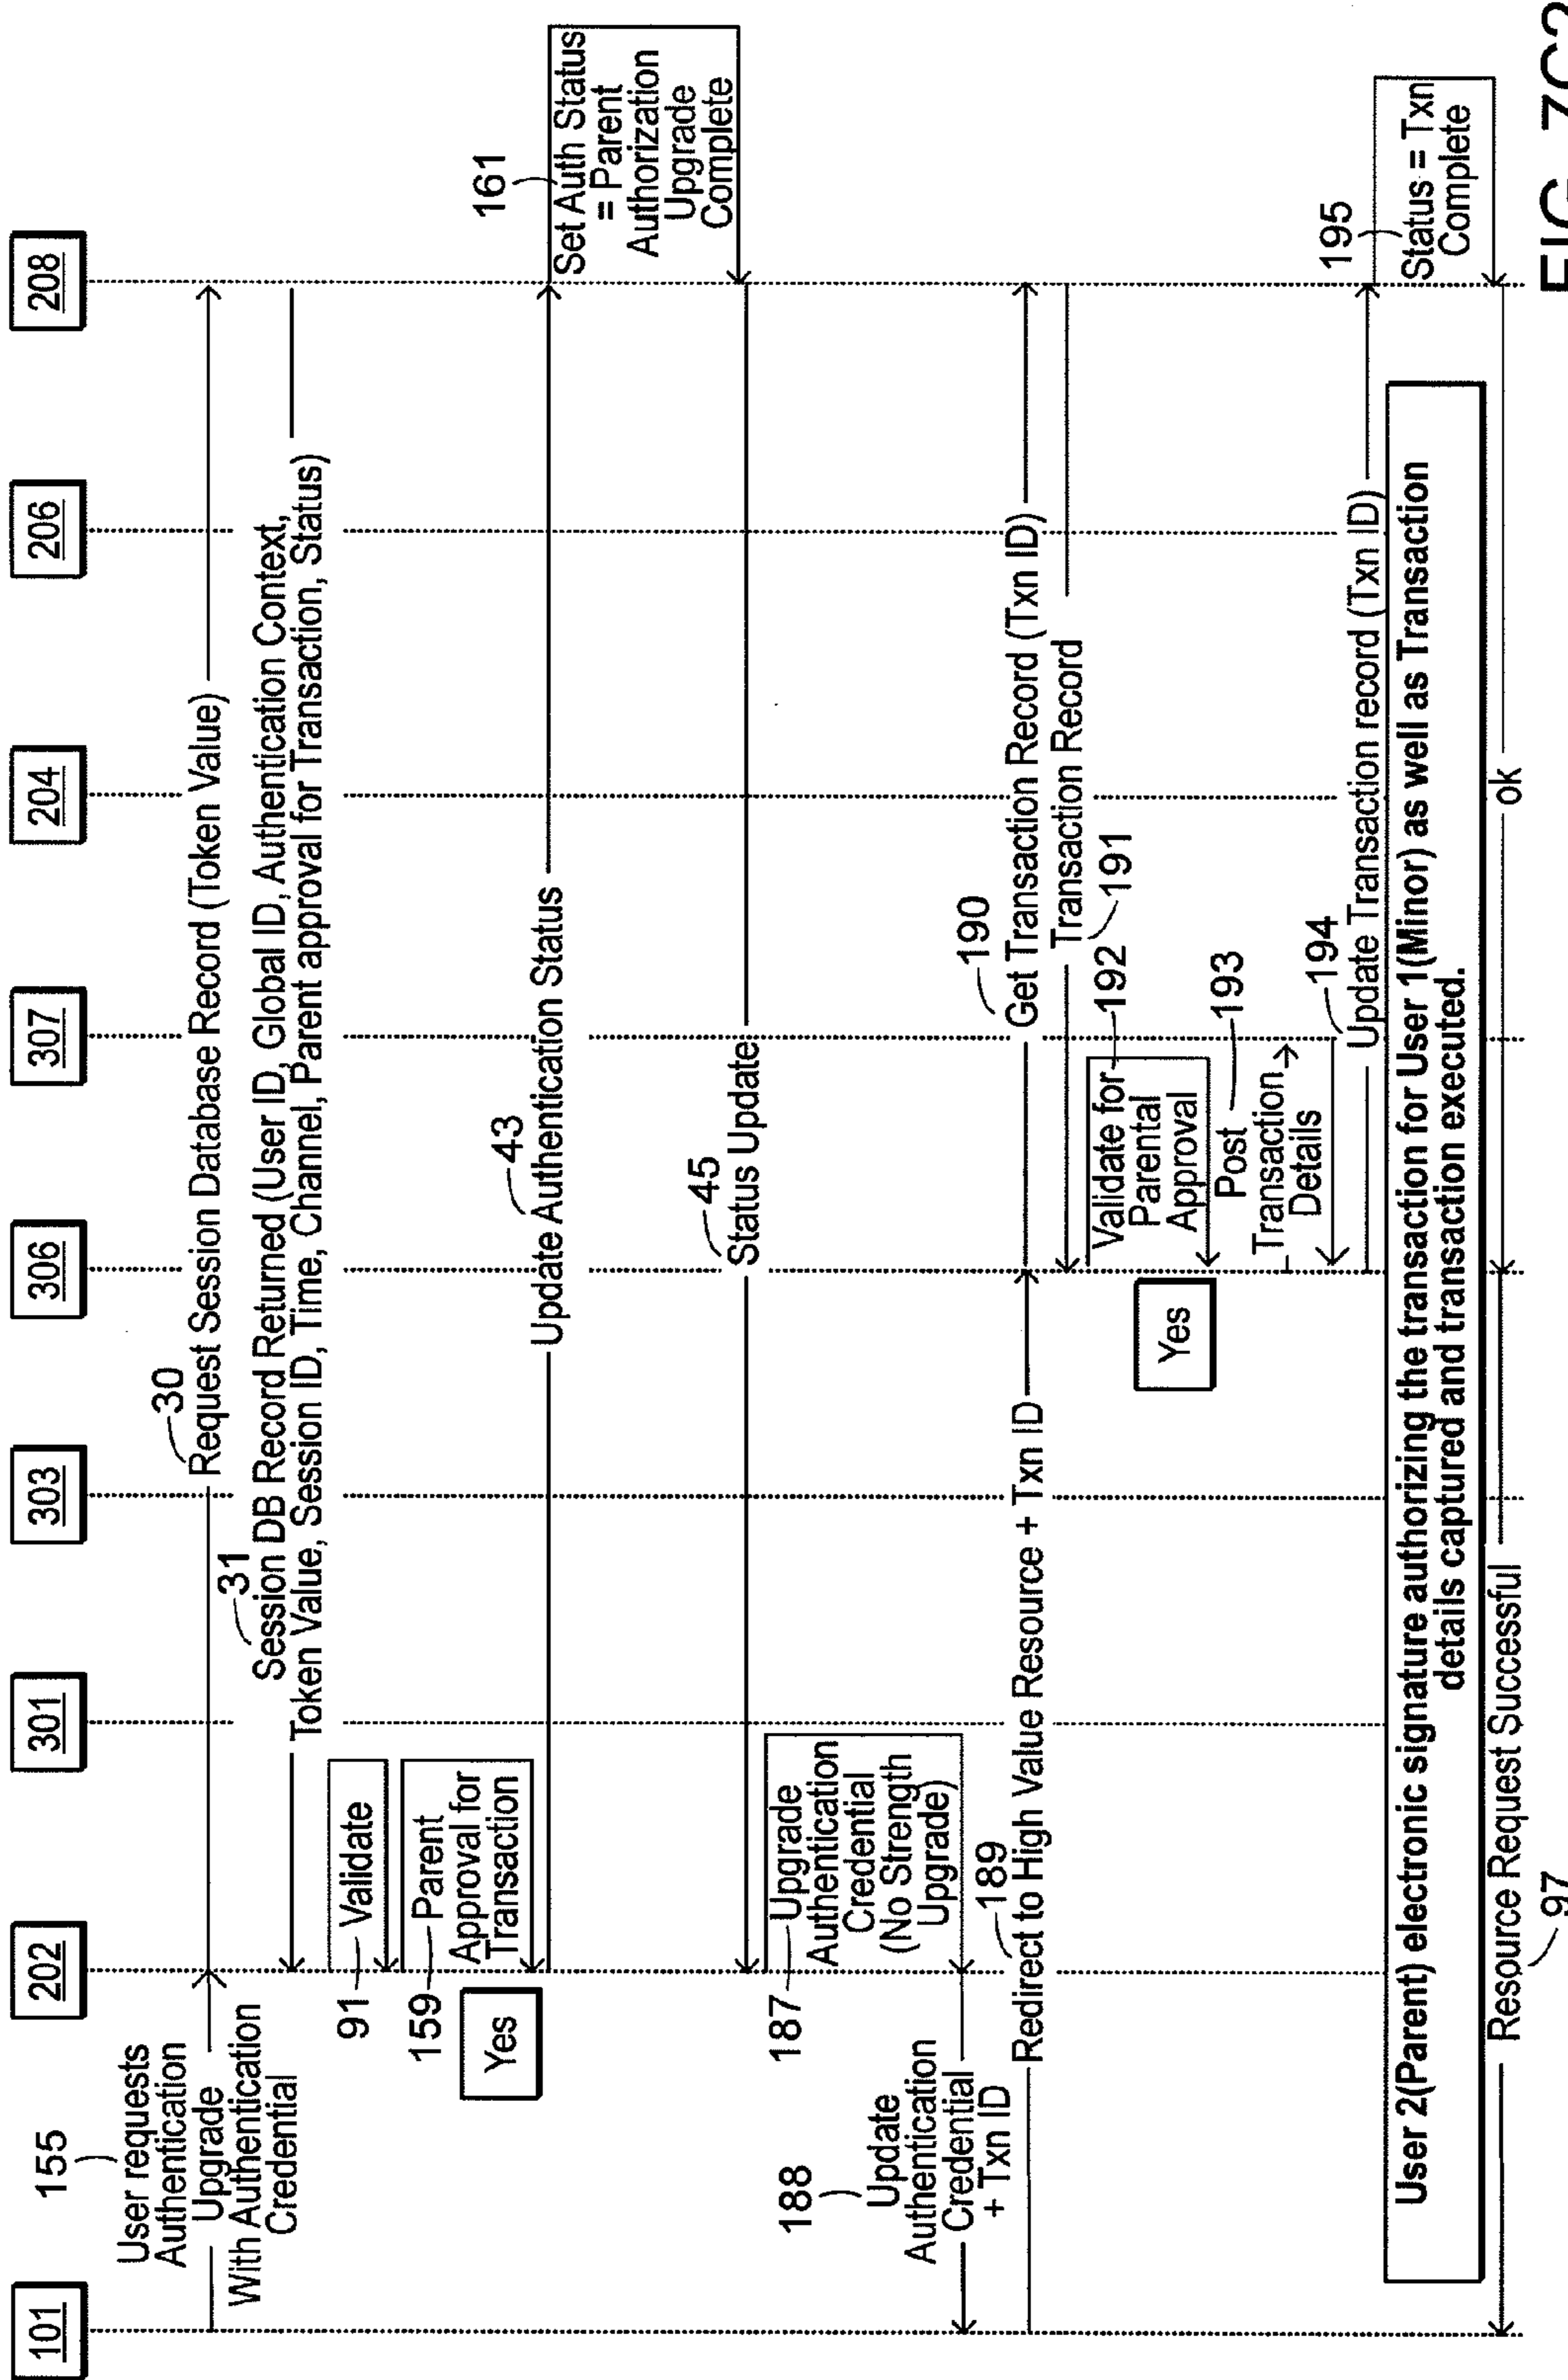 101
202
301
303
306
307
204
206
208
155
User requests
Authentication
Upgrade
With Authentication
Credential
30
Request Session Database Record (Token Value)
31
Session DB Record Returned (User ID, Global ID, Authentication Context,
Token Value, Session ID, Time, Channel, Parent approval for Transaction, Status)
91
Validate
159
Parent
Approval for
Transaction
Yes
43
Update Authentication Status
161
Set Auth Status
= Parent
Authorization
Upgrade
Complete
45
Status Update
187
Upgrade
Authentication
Credential
(No Strength
Upgrade)
188
Update
Authentication
Credential
+ Txn ID
189
Redirect to High Value Resource + Txn ID
190
Get Transaction Record (Txn ID)
Transaction Record
191
192
Validate for
Parental
Approval
Yes
193
Post
Transaction
Details
194
Update Transaction record (Txn ID)
195
Status = Txn
Complete
User 2(Parent) electronic signature authorizing the transaction for User 1(Minor) as well as Transaction
details captured and transaction executed.
ok
Resource Request Successful
97